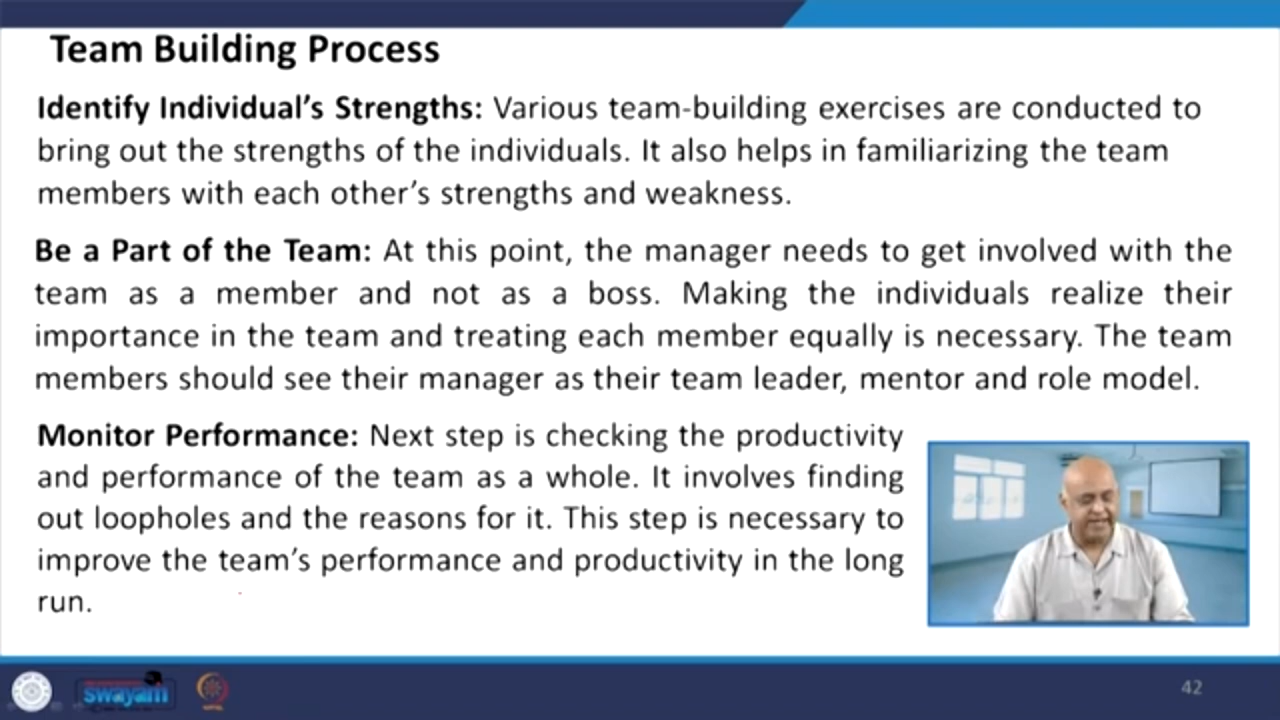 Team Building Process
Identify Individual's Strengths: Various team-building exercises are conducted to
bring out the strengths of the individuals. It also helps in familiarizing the team
members with each other's strengths and weakness.
Be a Part of the Team: At this point, the manager needs to get involved with the
team as a member and not as a boss. Making the individuals realize their
importance in the team and treating each member equally is necessary. The team
members should see their manager as their team leader, mentor and role model.
Monitor Performance: Next step is checking the productivity
and performance of the team as a whole. It involves finding
out loopholes and the reasons for it. This step is necessary to
improve the team's performance and productivity in the long
run.
swayam
42